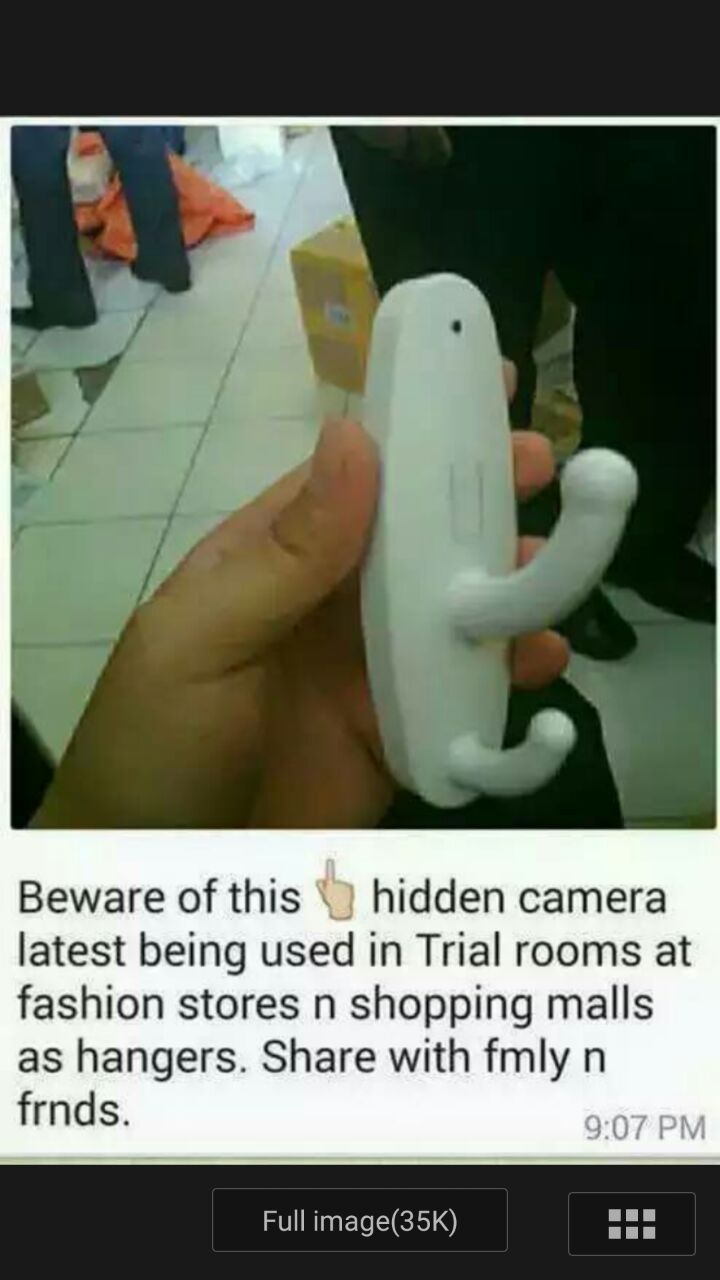 Beware of this 👆 hidden camera
latest being used in Trial rooms at
fashion stores n shopping malls
as hangers. Share with fmly n
frnds.
9:07 PM
Full image(35K)